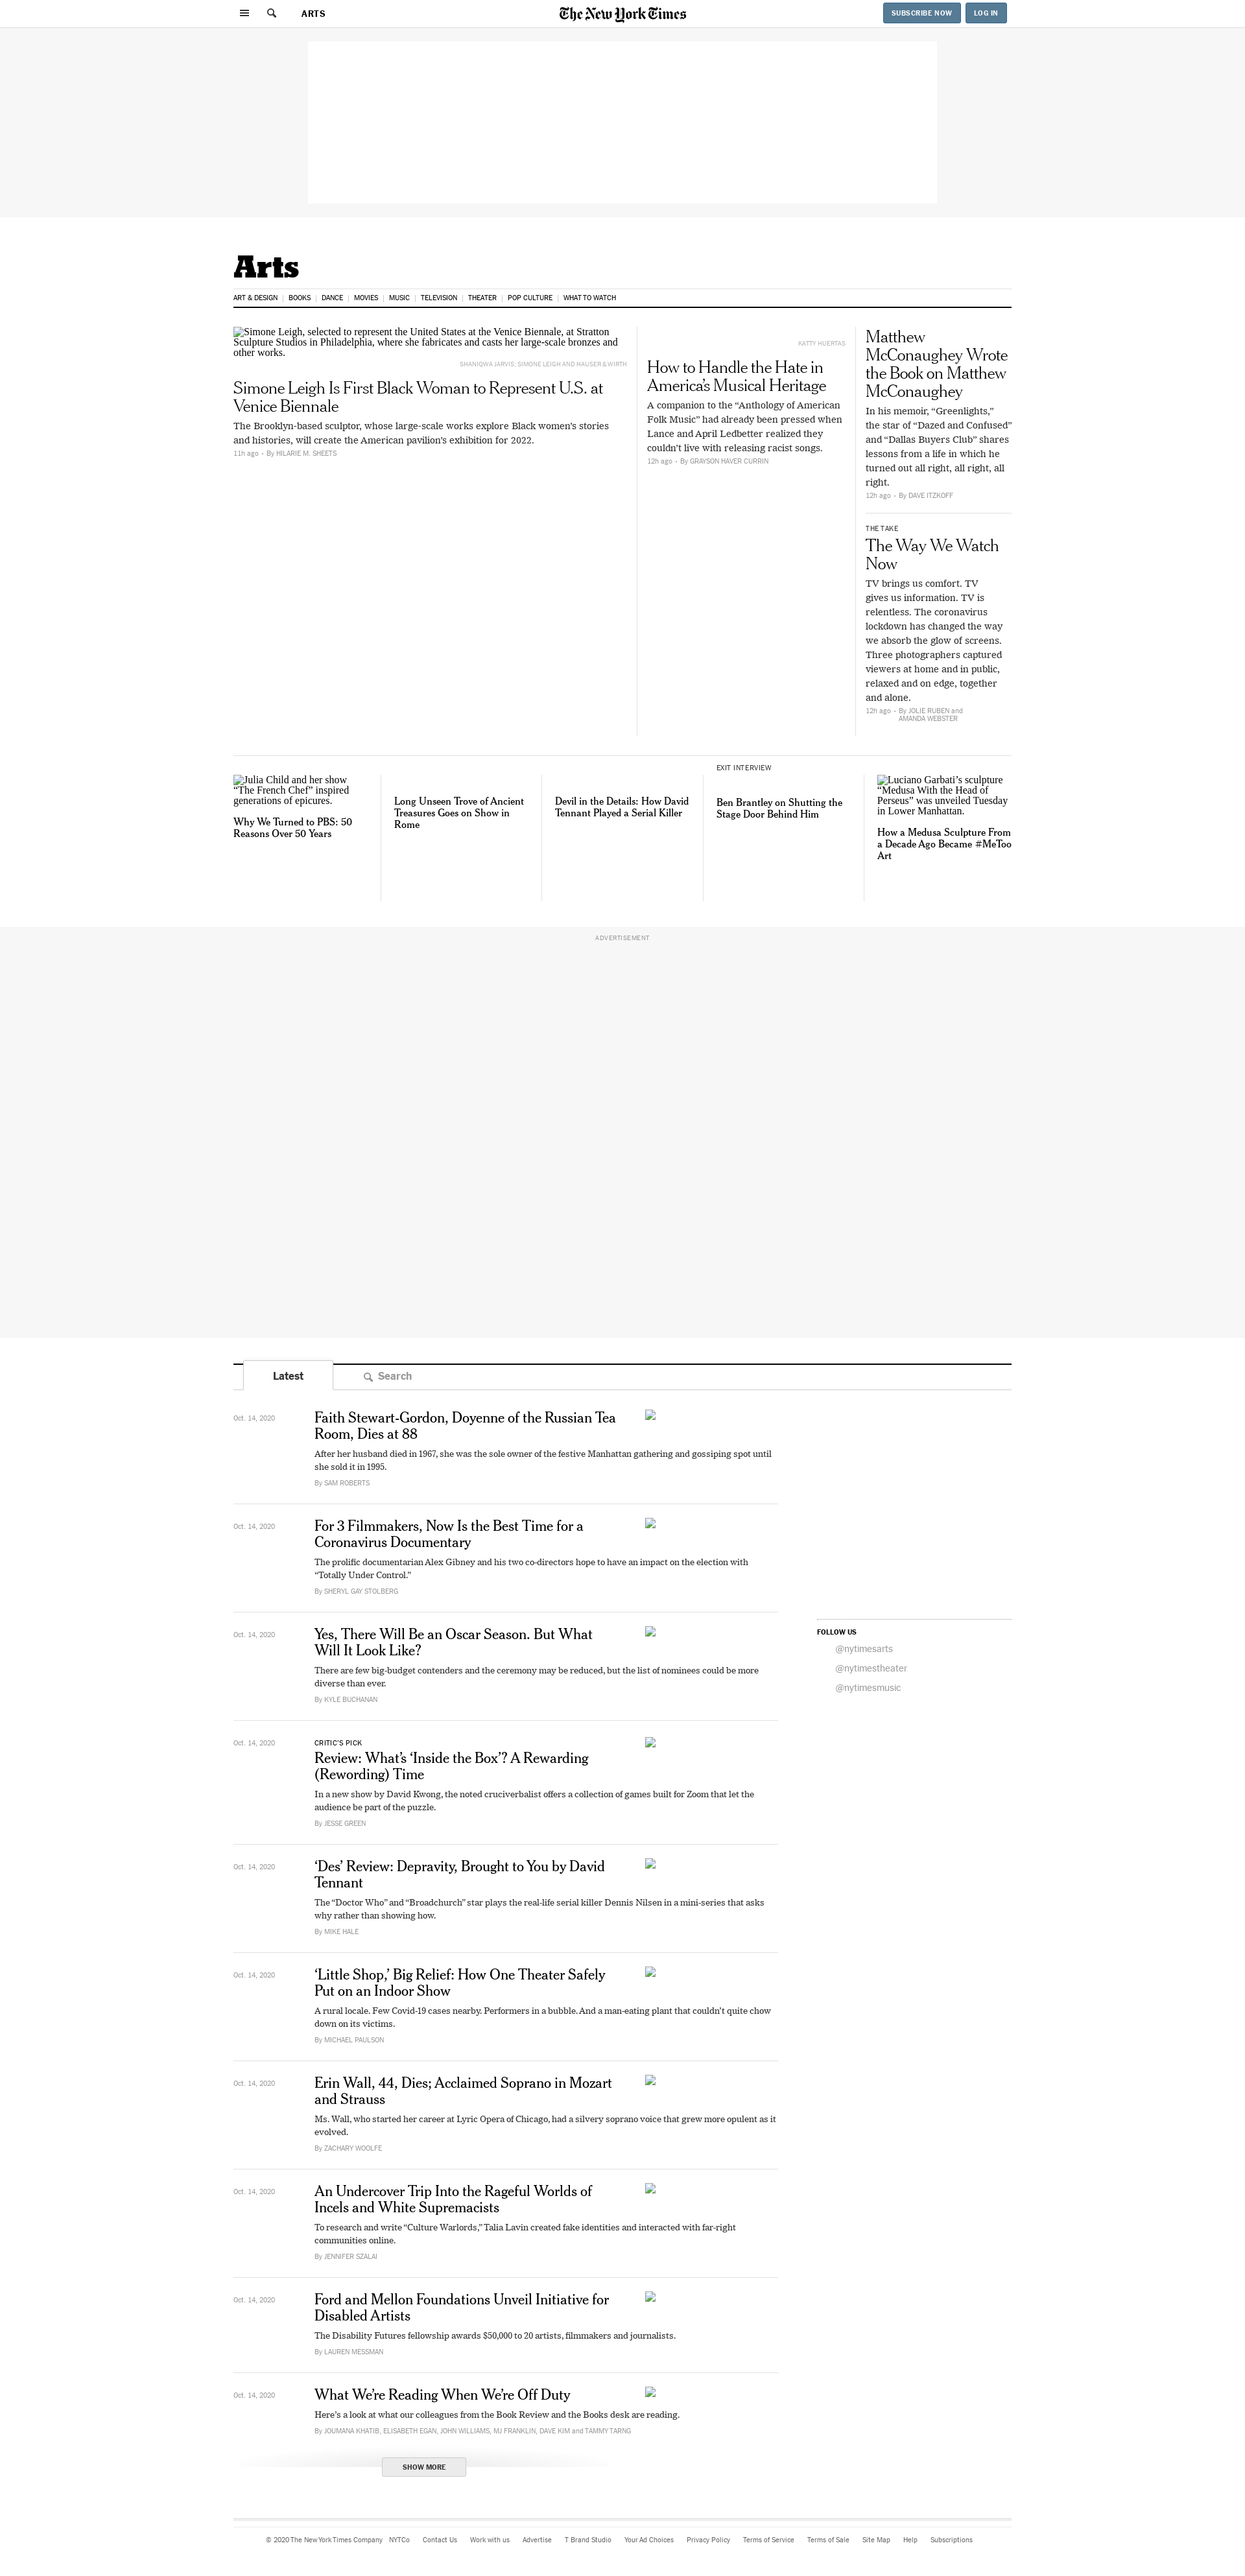 ARTS
The New York Times
SUBSCRIBE NOW
LOG IN
Arts
ART & DESIGN
BOOKS
DANCE
MOVIES
MUSIC
TELEVISION
THEATER
POP CULTURE
WHAT TO WATCH
Simone Leigh, selected to represent the United States at the Venice Biennale, at Stratton
Sculpture Studios in Philadelphia, where she fabricates and casts her large-scale bronzes and
other works.
SHANIQWA JARVIS; SIMONE LEIGH AND HAUSER & WIRTH
Simone Leigh Is First Black Woman to Represent U.S. at
Venice Biennale
The Brooklyn-based sculptor, whose large-scale works explore Black women's stories
and histories, will create the American pavilion's exhibition for 2022.
11h ago - By HILARIE M. SHEETS
KATTY HUERTAS
How to Handle the Hate in
America's Musical Heritage
A companion to the “Anthology of American
Folk Music” had already been pressed when
Lance and April Ledbetter realized they
couldn't live with releasing racist songs.
12h ago - By GRAYSON HAVER CURRIN
Matthew
McConaughey Wrote
the Book on Matthew
McConaughey
In his memoir, “Greenlights,”
the star of “Dazed and Confused”
and “Dallas Buyers Club” shares
lessons from a life in which he
turned out all right, all right, all
right.
12h ago - By DAVE ITZKOFF
THE TAKE
The Way We Watch
Now
TV brings us comfort. TV
gives us information. TV is
relentless. The coronavirus
lockdown has changed the way
we absorb the glow of screens.
Three photographers captured
viewers at home and in public,
relaxed and on edge, together
and alone.
12h ago - By JOLIE RUBEN and
AMANDA WEBSTER
Julia Child and her show
“The French Chef” inspired
generations of epicures.
Why We Turned to PBS: 50
Reasons Over 50 Years
Long Unseen Trove of Ancient
Treasures Goes on Show in
Rome
Devil in the Details: How David
Tennant Played a Serial Killer
EXIT INTERVIEW
Ben Brantley on Shutting the
Stage Door Behind Him
Luciano Garbati’s sculpture
“Medusa With the Head of
Perseus” was unveiled Tuesday
in Lower Manhattan.
How a Medusa Sculpture From
a Decade Ago Became #MeToo
Art
ADVERTISEMENT
Latest
Search
Oct. 14, 2020
Faith Stewart-Gordon, Doyenne of the Russian Tea
Room, Dies at 88
After her husband died in 1967, she was the sole owner of the festive Manhattan gathering and gossiping spot until
she sold it in 1995.
By SAM ROBERTS
Oct. 14, 2020
For 3 Filmmakers, Now Is the Best Time for a
Coronavirus Documentary
The prolific documentarian Alex Gibney and his two co-directors hope to have an impact on the election with
“Totally Under Control.”
By SHERYL GAY STOLBERG
Oct. 14, 2020
Yes, There Will Be an Oscar Season. But What
Will It Look Like?
There are few big-budget contenders and the ceremony may be reduced, but the list of nominees could be more
diverse than ever.
By KYLE BUCHANAN
FOLLOW US
@nytimesarts
@nytimestheater
@nytimesmusic
Oct. 14, 2020
CRITIC'S PICK
Review: What’s ‘Inside the Box’? A Rewarding
(Rewording) Time
In a new show by David Kwong, the noted cruciverbalist offers a collection of games built for Zoom that let the
audience be part of the puzzle.
By JESSE GREEN
Oct. 14, 2020
‘Des’ Review: Depravity, Brought to You by David
Tennant
The “Doctor Who” and “Broadchurch” star plays the real-life serial killer Dennis Nilsen in a mini-series that asks
why rather than showing how.
By MIKE HALE
Oct. 14, 2020
‘Little Shop,’ Big Relief: How One Theater Safely
Put on an Indoor Show
A rural locale. Few Covid-19 cases nearby. Performers in a bubble. And a man-eating plant that couldn’t quite chow
down on its victims.
By MICHAEL PAULSON
Oct. 14, 2020
Erin Wall, 44, Dies; Acclaimed Soprano in Mozart
and Strauss
Ms. Wall, who started her career at Lyric Opera of Chicago, had a silvery soprano voice that grew more opulent as it
evolved.
By ZACHARY WOOLFE
Oct. 14, 2020
An Undercover Trip Into the Rageful Worlds of
Incels and White Supremacists
To research and write “Culture Warlords,” Talia Lavin created fake identities and interacted with far-right
communities online.
By JENNIFER SZALAI
Oct. 14, 2020
Ford and Mellon Foundations Unveil Initiative for
Disabled Artists
The Disability Futures fellowship awards $50,000 to 20 artists, filmmakers and journalists.
By LAUREN MESSMAN
Oct. 14, 2020
What We’re Reading When We’re Off Duty
Here’s a look at what our colleagues from the Book Review and the Books desk are reading.
By JOUMANA KHATIB, ELISABETH EGAN, JOHN WILLIAMS, MJ FRANKLIN, DAVE KIM and TAMMY TARNG
SHOW MORE
© 2020 The New York Times Company
NYTCo
Contact Us
Work with us
Advertise
T Brand Studio
Your Ad Choices
Privacy Policy
Terms of Service
Terms of Sale
Site Map
Help
Subscriptions